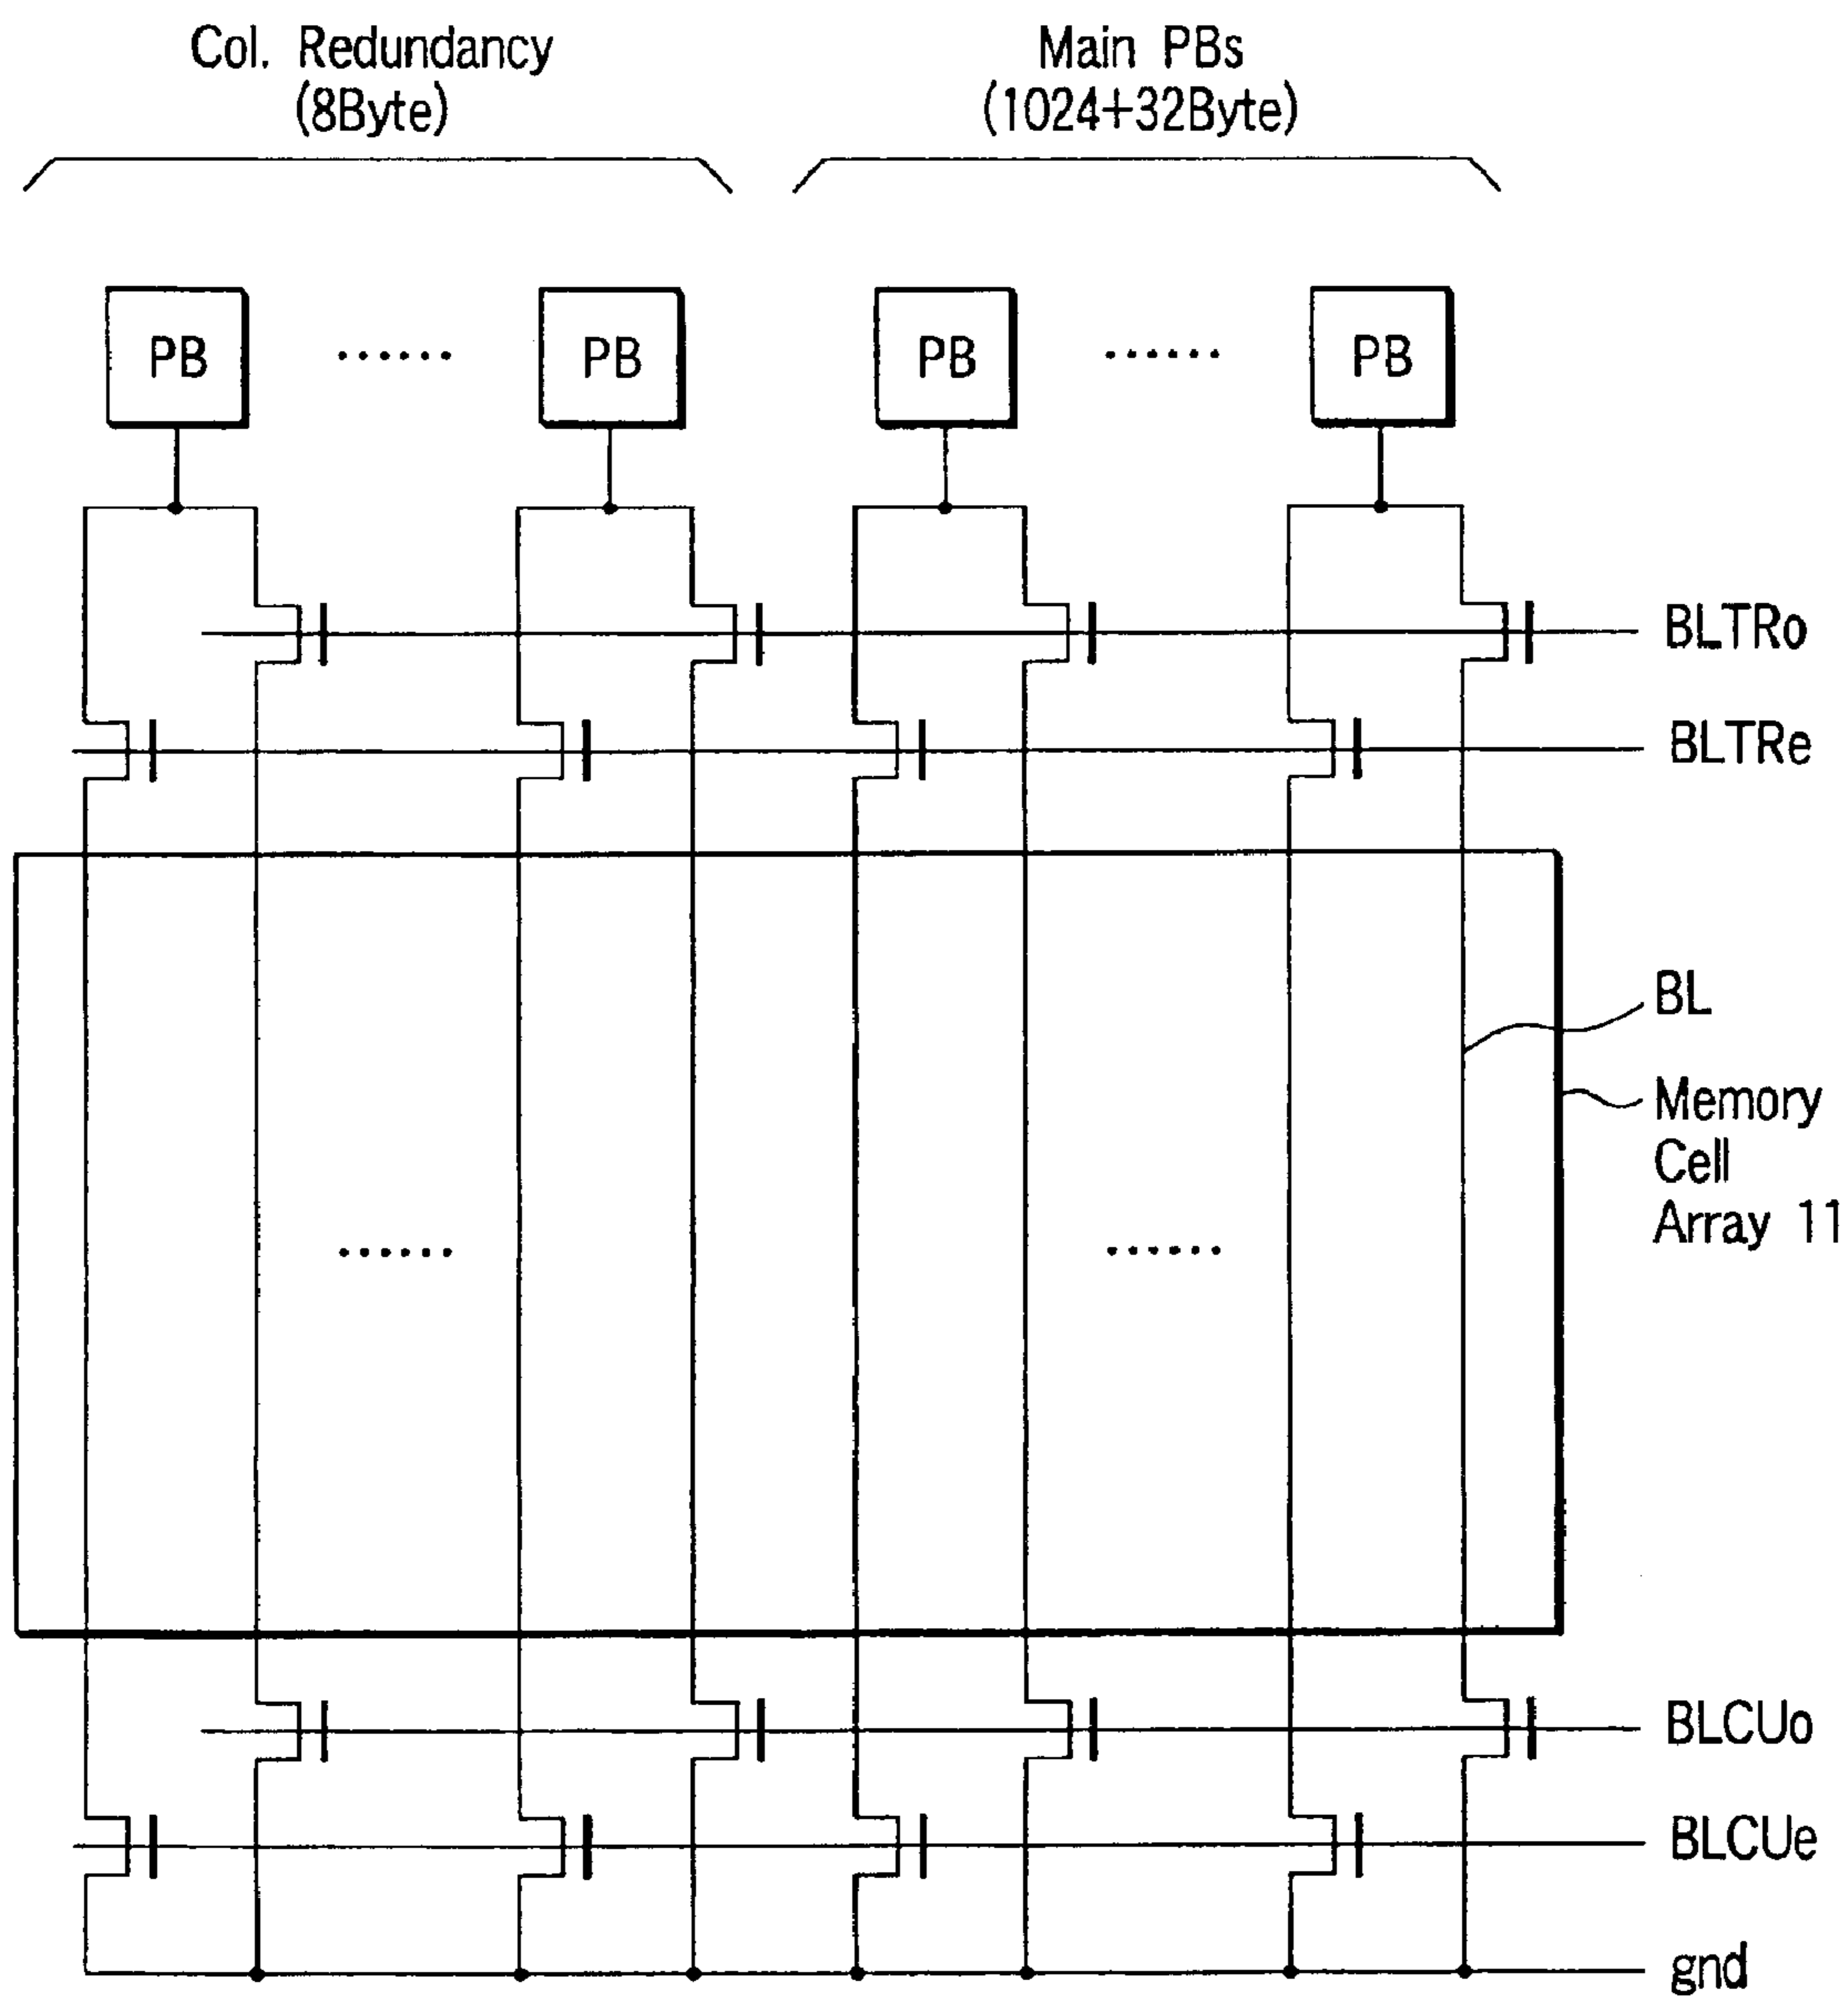 Col. Redundancy
(8Byte)
Main PBs
(1024+32Byte)
PB
......
PB
PB
......
PB
BLTRo
BLTRe
BL
Memory
Cell
Array 11
......
......
BLCUo
BLCUe
gnd